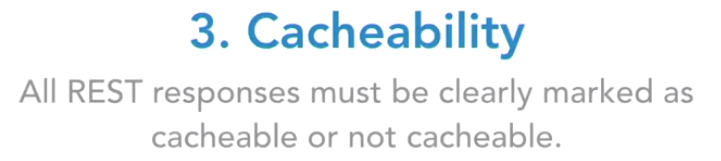 3. Cacheability
All REST responses must be clearly marked as
cacheable or not cacheable.